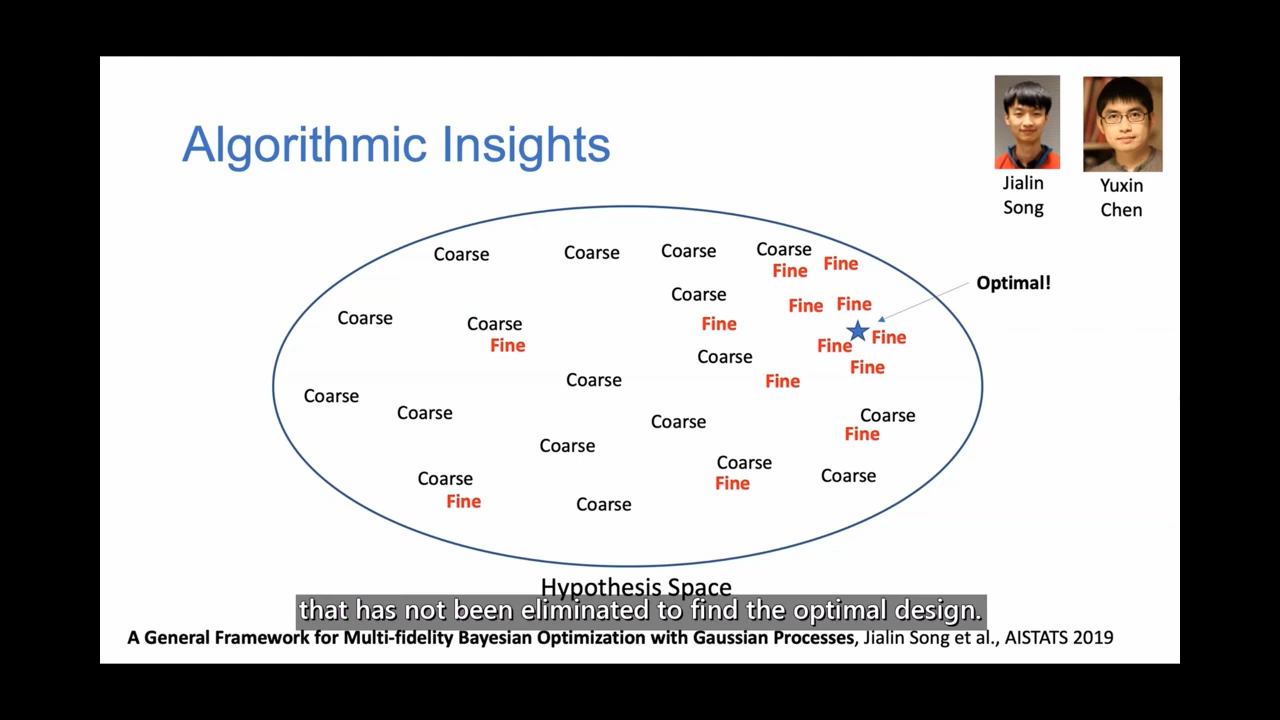 Algorithmic Insights
Jialin
Song
Yuxin
Chen
Coarse
Coarse
Coarse
Coarse
Fine
Fine
Optimal!
Coarse
Fine
Fine
Coarse
Coarse
Fine
Fine
Fine
Fine
Coarse
Fine
Coarse
Fine
Coarse
Coarse
Coarse
Coarse
Fine
Coarse
Coarse
Coarse
Fine
Coarse
Coarse
Fine
Coarse
Hypothesis Space
that has not been eliminated to find the optimal design.
A General Framework for Multi-fidelity Bayesian Optimization with Gaussian Processes, Jialin Song et al., AISTATS 2019